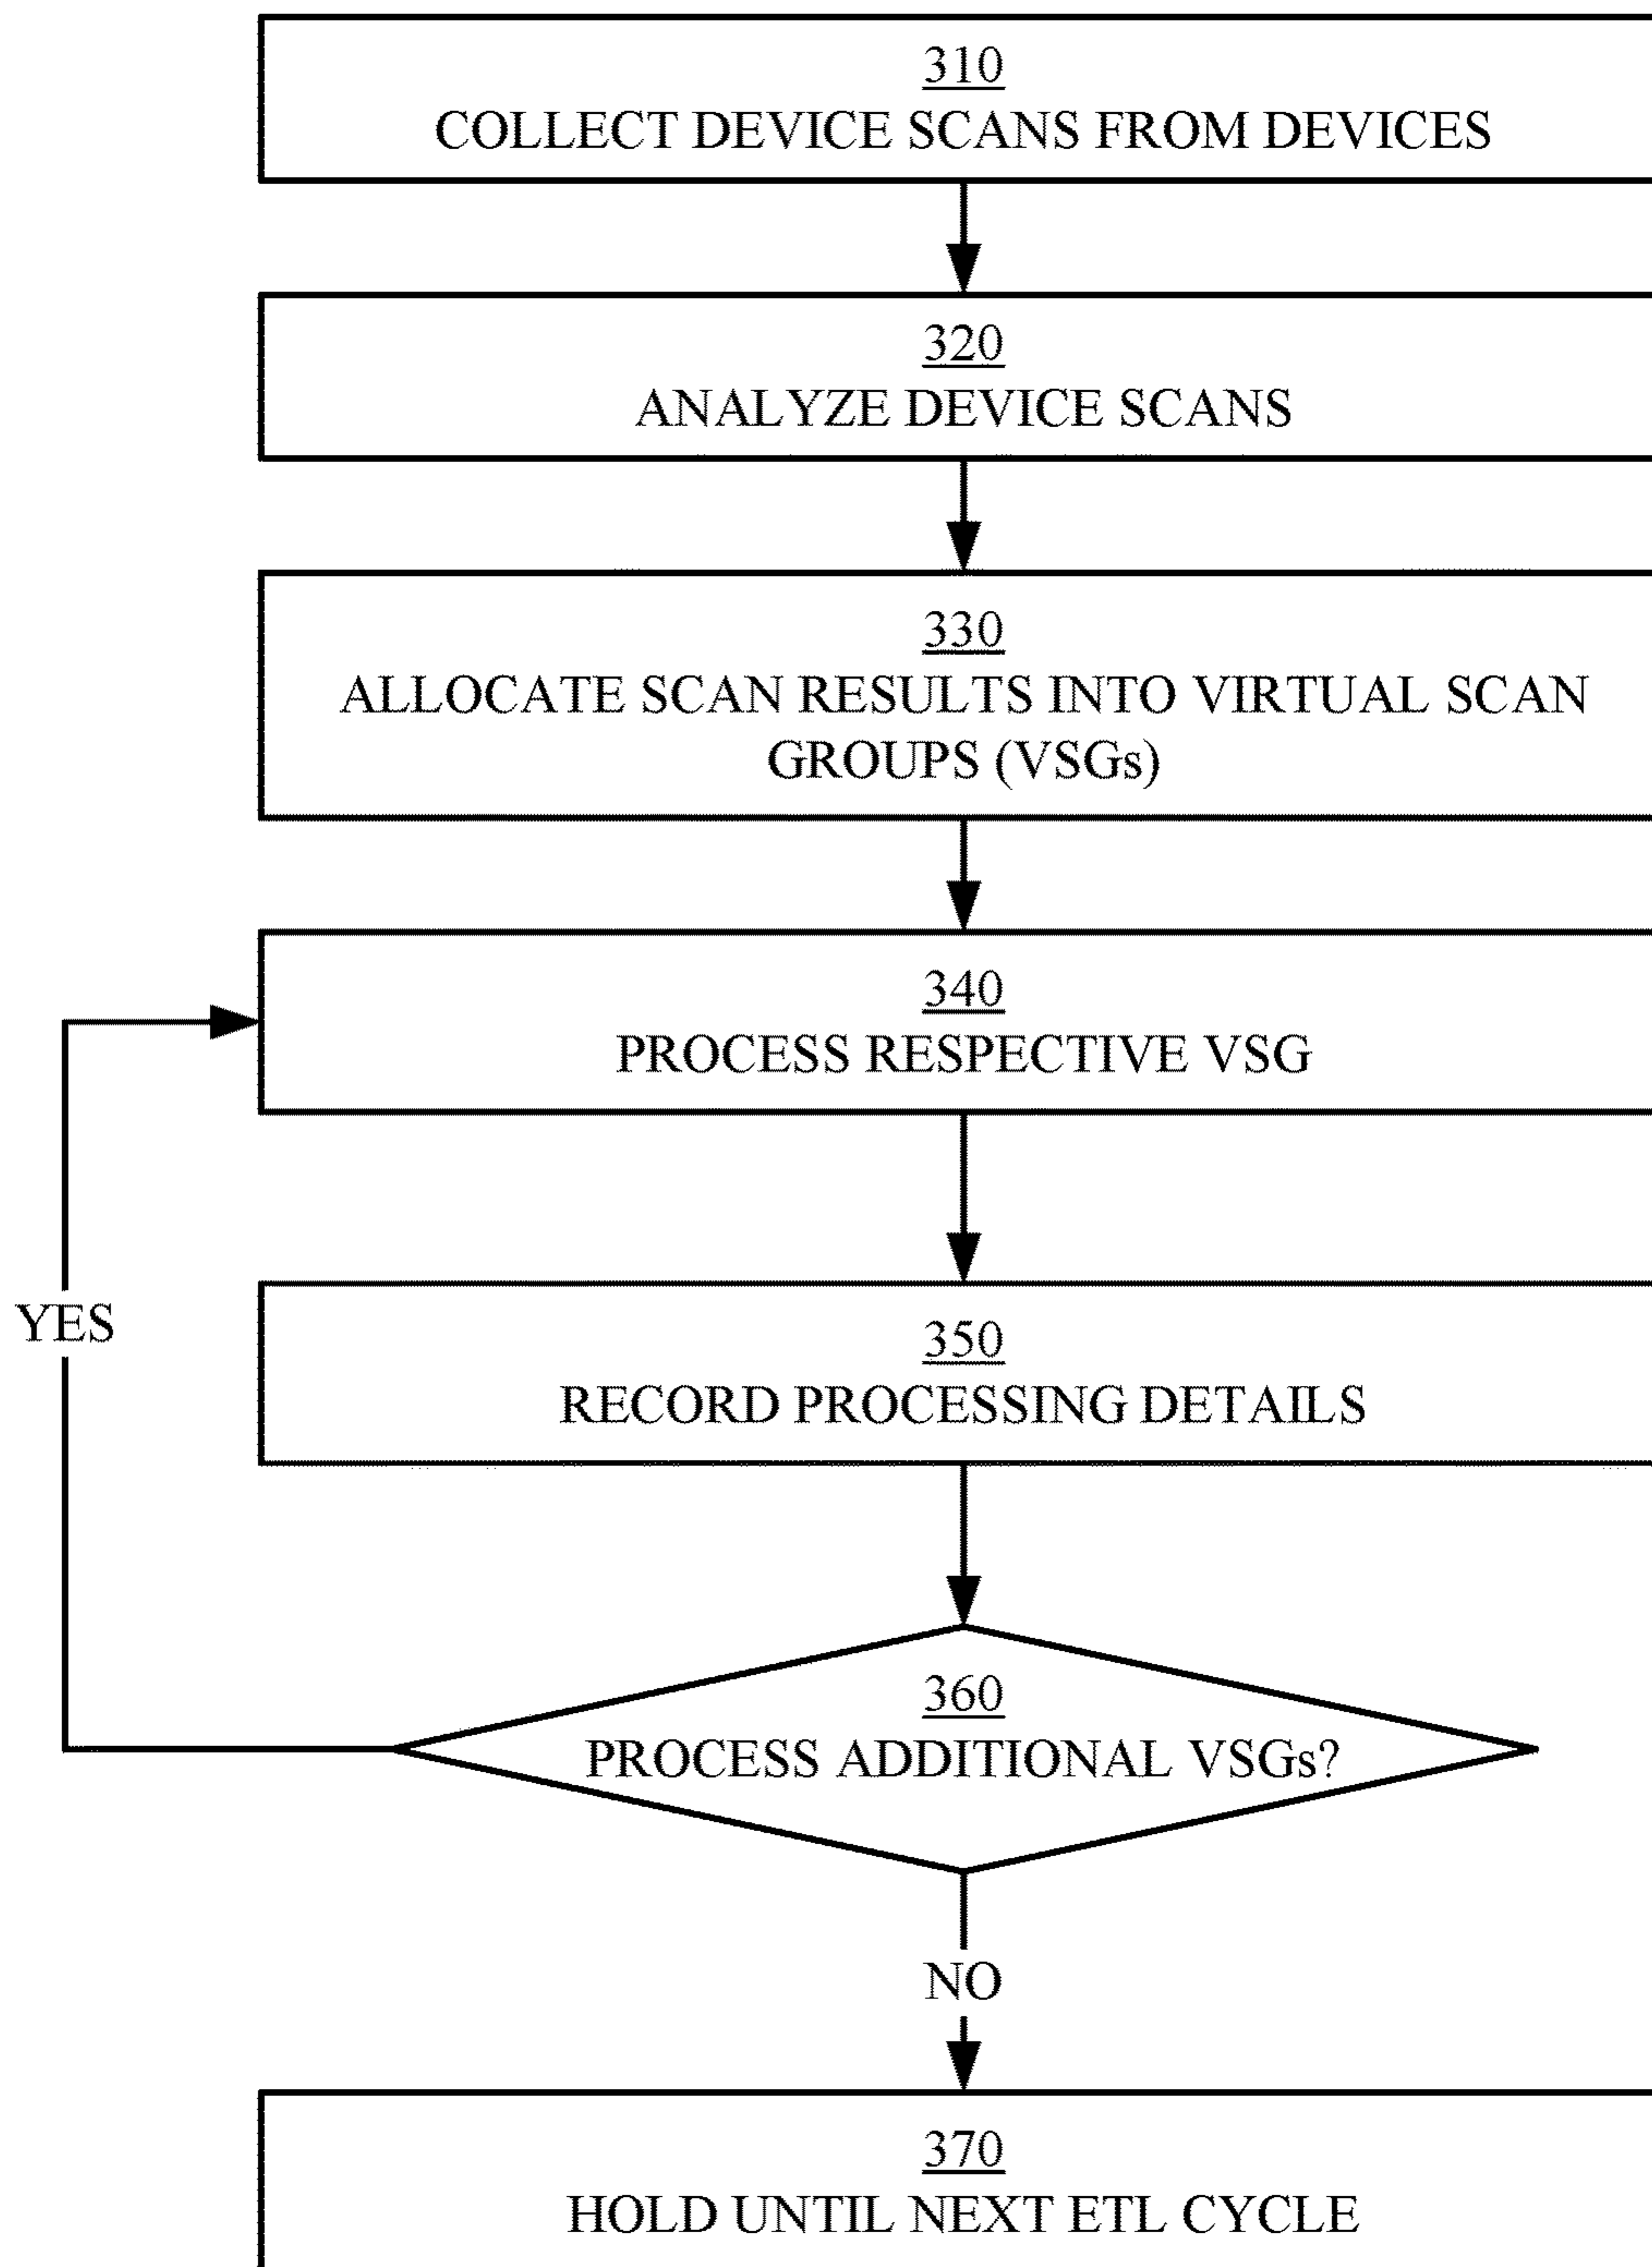 310
COLLECT DEVICE SCANS FROM DEVICES
320
ANALYZE DEVICE SCANS
330
ALLOCATE SCAN RESULTS INTO VIRTUAL SCAN
GROUPS (VSGs)
340
PROCESS RESPECTIVE VSG
YES
350
RECORD PROCESSING DETAILS
360
PROCESS ADDITIONAL VSGs?
NO
370
HOLD UNTIL NEXT ETL CYCLE